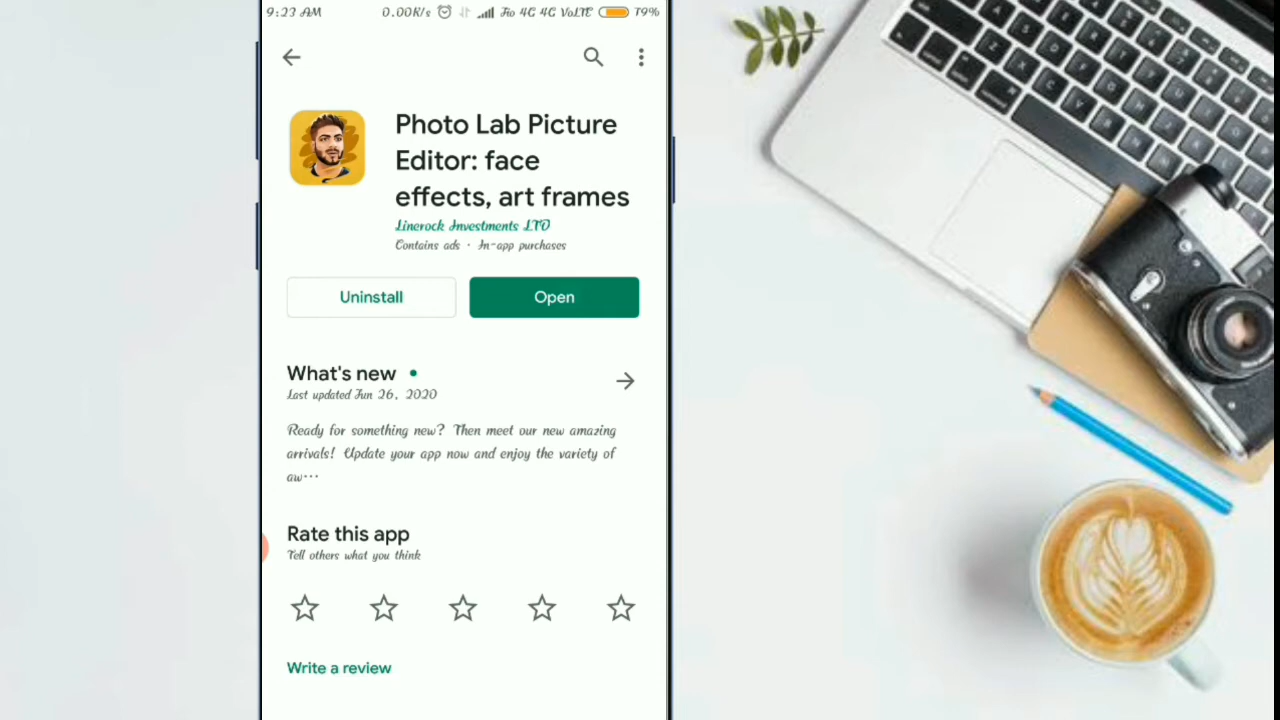 9:23 AM 0.00K/s Jio 4G 4G VoLTE 79%
Photo Lab Picture
Editor: face
effects, art frames
Linerock Investments LTD
Contains ads · In-app purchases
Uninstall
Open
What's new
Last updated Jun 26, 2020
Ready for something new? Then meet our new amazing
arrivals! Update your app now and enjoy the variety of
aw···
Rate this app
Tell others what you think
Write a review